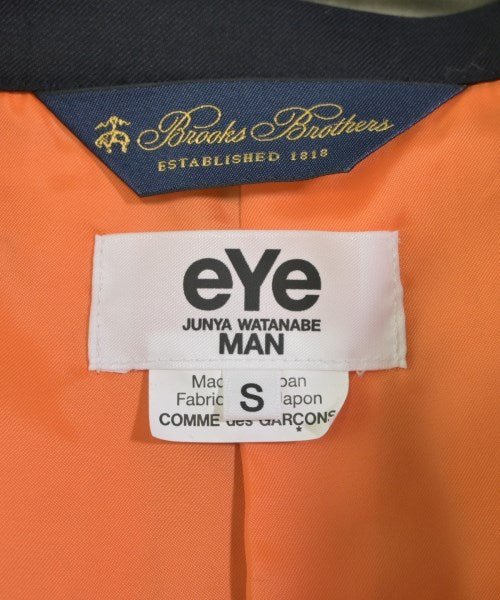 Brooks Brothers
ESTABLISHED 1818
eYe
JUNYA WATANABE
MAN
S
COMME des GARÇONS